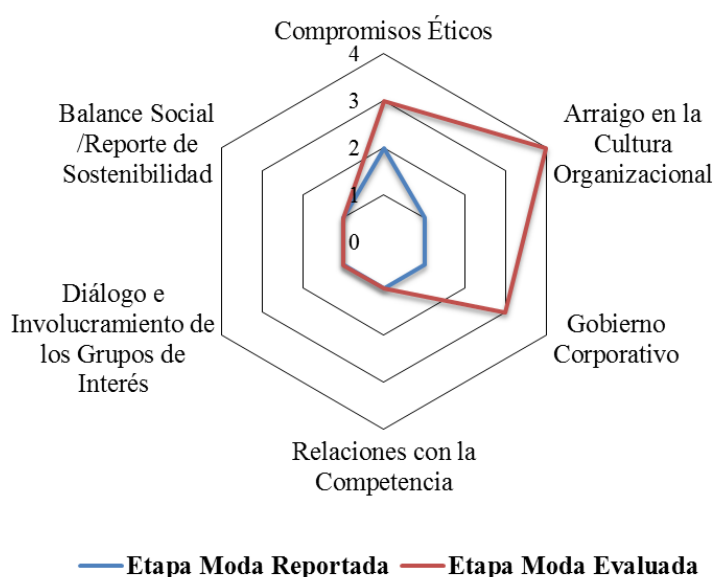 Compromisos Éticos
4
3
2
1
0
Arraigo en la
Cultura
Organizacional
Gobierno
Corporativo
Relaciones con la
Competencia
Diálogo e
Involucramiento de
los Grupos de
Interés
Balance Social
/Reporte de
Sostenibilidad
Etapa Moda Reportada
Etapa Moda Evaluada